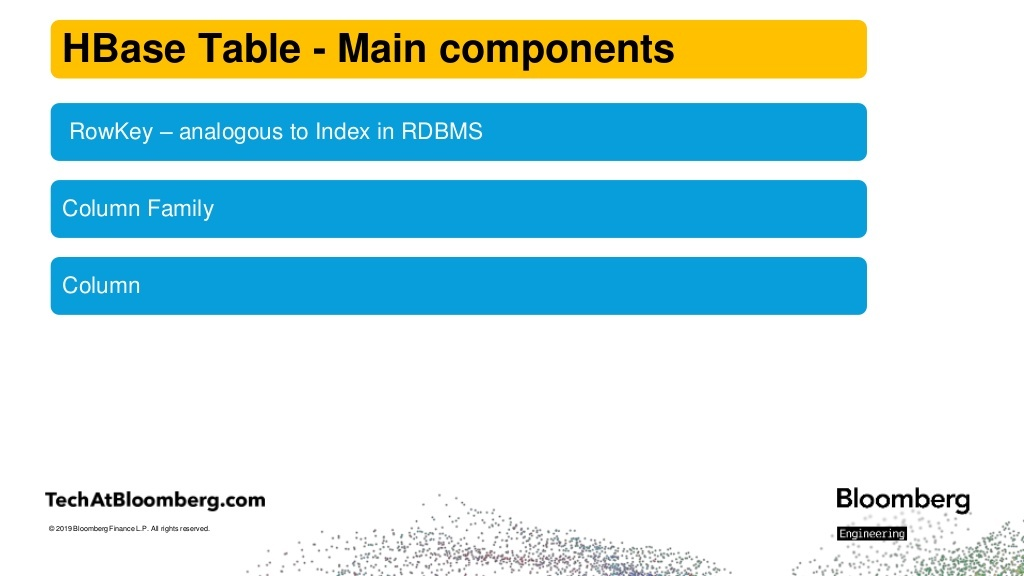 HBase Table - Main components
RowKey – analogous to Index in RDBMS
Column Family
Column
TechAtBloomberg.com
© 2019 Bloomberg Finance L.P. All rights reserved.
Bloomberg
Engineering